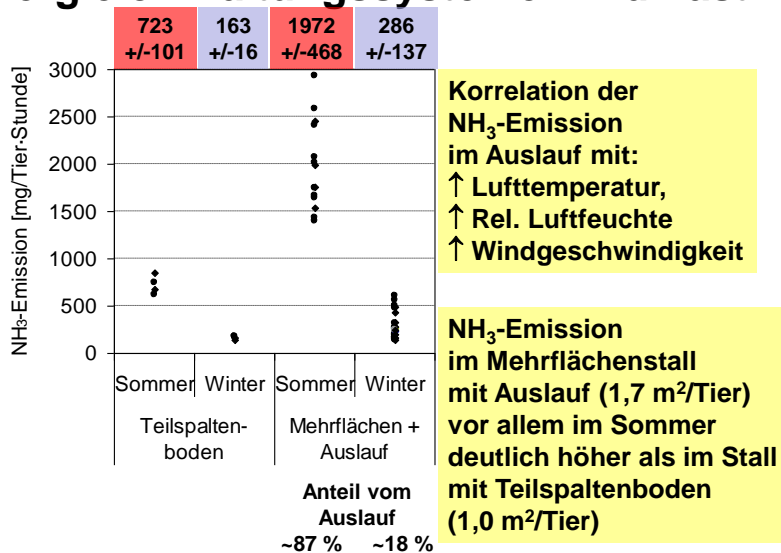 723 163 1972 286
+/-101 +/-16 +/-468 +/-137
NH₃-Emission [mg/Tier·Stunde]
3000
2500
2000
1500
1000
500
0
Sommer Winter Sommer Winter
Teilspalten-
boden
Mehrflächen +
Auslauf
Anteil vom
Auslauf
~87 % ~18 %
Korrelation der
NH₃-Emission
im Auslauf mit:
↑ Lufttemperatur,
↑ Rel. Luftfeuchte
↑ Windgeschwindigkeit
NH₃-Emission
im Mehrflächenstall
mit Auslauf (1,7 m²/Tier)
vor allem im Sommer
deutlich höher als im Stall
mit Teilspaltenboden
(1,0 m²/Tier)